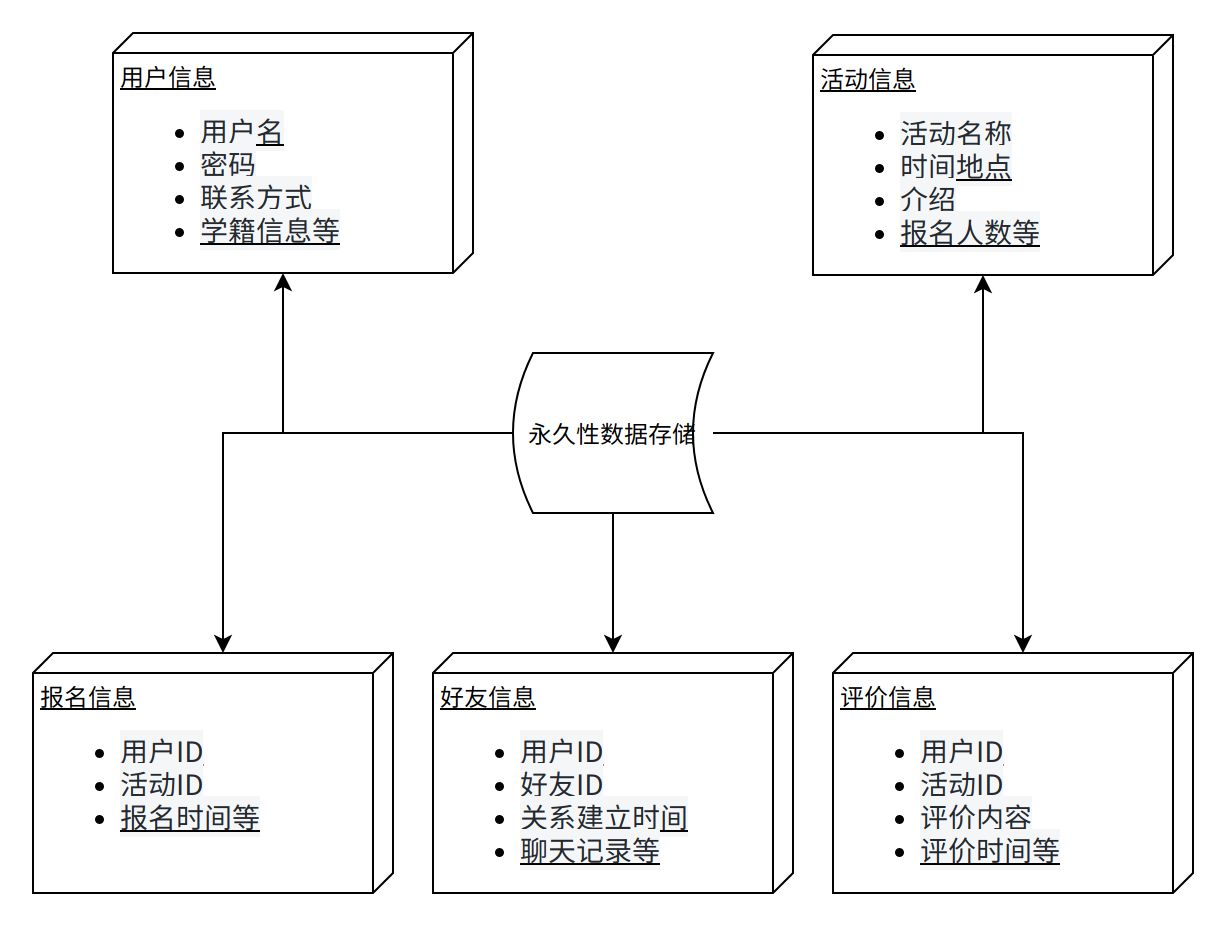 用户信息
用户名
密码
联系方式
学籍信息等
活动信息
活动名称
时间地点
介绍
报名人数等
永久性数据存储
报名信息
用户ID
活动ID
报名时间等
好友信息
用户ID
好友ID
关系建立时间
聊天记录等
评价信息
用户ID
活动ID
评价内容
评价时间等